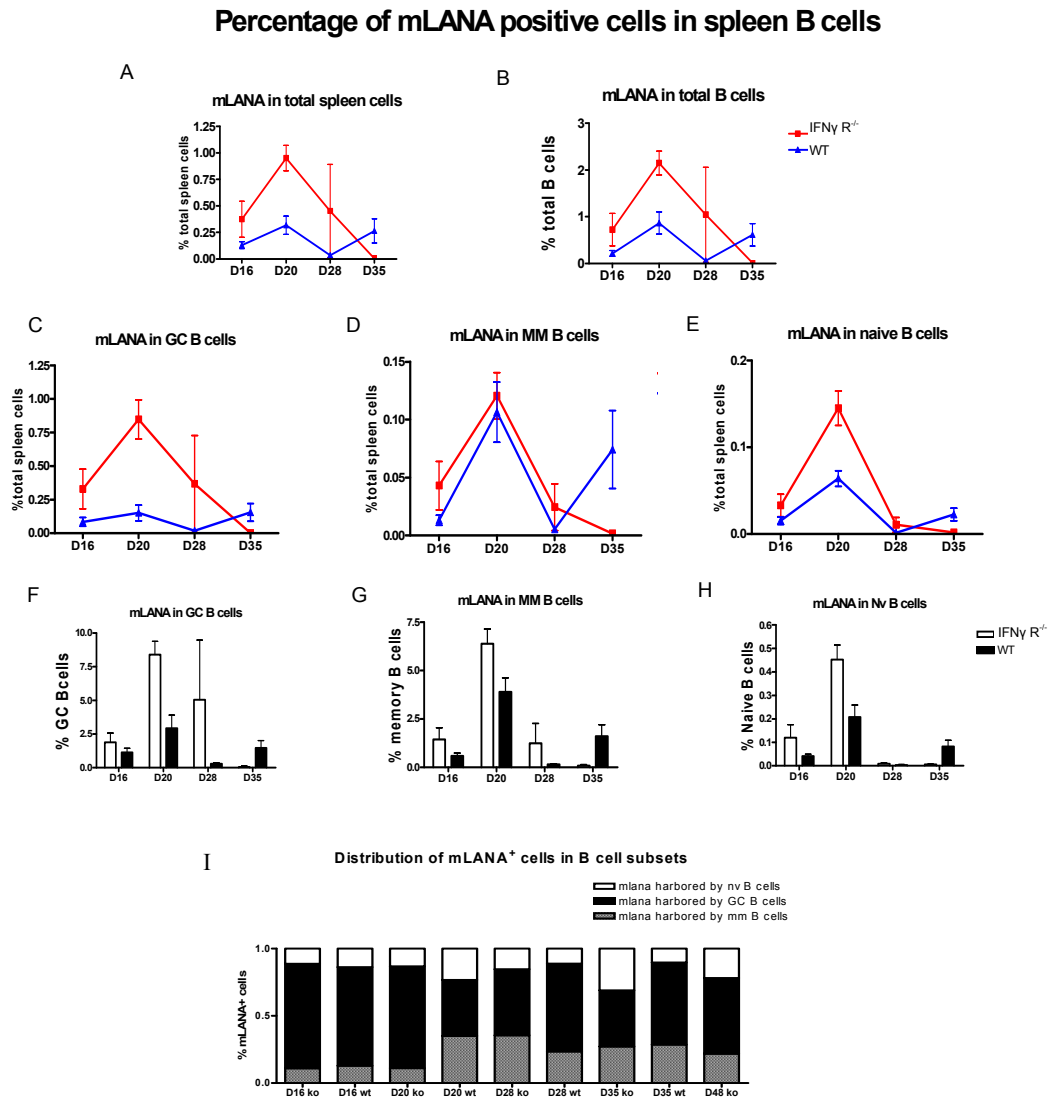 Percentage of mLANA positive cells in spleen B cells
A
mLANA in total spleen cells
% total spleen cells
1.25
1.00
0.75
0.50
0.25
0.00
D16 D20 D28 D35
B
mLANA in total B cells
% total B cells
3
2
1
0
D16 D20 D28 D35
IFNγ R-/-
WT
C
mLANA in GC B cells
%total spleen cells
1.25
1.00
0.75
0.50
0.25
0.00
D16 D20 D28 D35
D
mLANA in MM B cells
%total spleen cells
0.15
0.10
0.05
0.00
D16 D20 D28 D35
E
mLANA in naive B cells
%total spleen cells
0.2
0.1
0.0
D16 D20 D28 D35
F
mLANA in GC B cells
% GC Bcells
10.0
7.5
5.0
2.5
0.0
D16 D20 D28 D35
G
mLANA in MM B cells
% memory B cells
7.5
5.0
2.5
0.0
D16 D20 D28 D35
H
mLANA in Nv B cells
% Naive B cells
0.6
0.5
0.4
0.3
0.2
0.1
0.0
D16 D20 D28 D35
IFNγ R-/-
WT
I
Distribution of mLANA+ cells in B cell subsets
mlana harbored by nv B cells
mlana harbored by GC B cells
mlana harbored by mm B cells
% mLANA+ cells
1.0
0.5
0.0
D16 ko D16 wt D20 ko D20 wt D28 ko D28 wt D35 ko D35 wt D48 ko